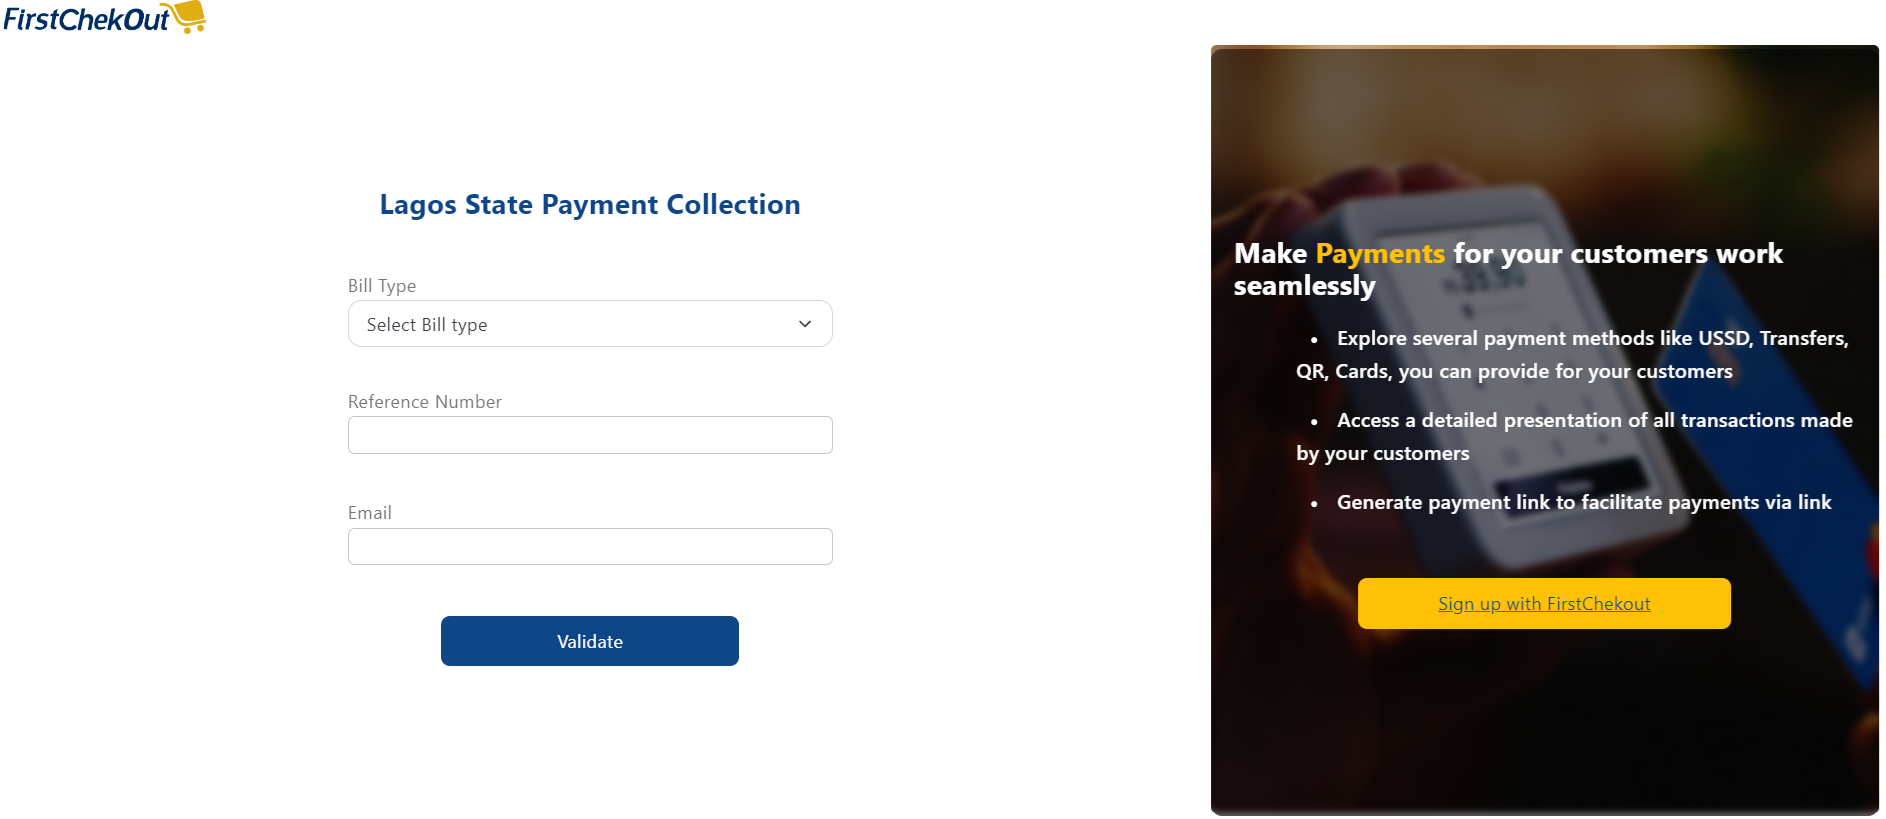 FirstChekOut
Lagos State Payment Collection
Bill Type
Select Bill type
Reference Number
Email
Validate
Make Payments for your customers work
seamlessly
• Explore several payment methods like USSD, Transfers,
QR, Cards, you can provide for your customers
• Access a detailed presentation of all transactions made
by your customers
• Generate payment link to facilitate payments via link
Sign up with FirstChekout